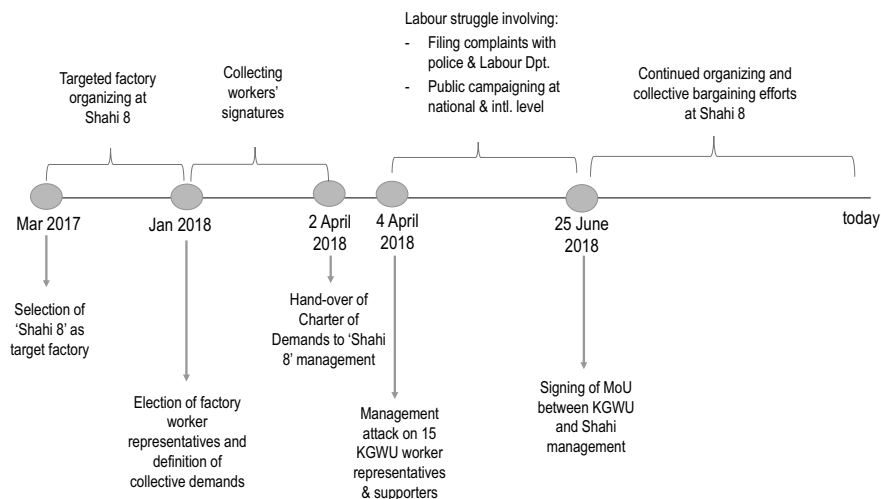 Labour struggle involving:
- Filing complaints with
police & Labour Dpt.
- Public campaigning at
national & intl. level
Targeted factory
organizing at
Shahi 8
Collecting
workers'
signatures
Continued organizing and
collective bargaining efforts
at Shahi 8
Mar 2017
Jan 2018
2 April
2018
4 April
2018
25 June
2018
today
Selection of
'Shahi 8' as
target factory
Election of factory
worker
representatives and
definition of
collective demands
Hand-over of
Charter of
Demands to 'Shahi
8' management
Management
attack on 15
KGWU worker
representatives
& supporters
Signing of MoU
between KGWU
and Shahi
management